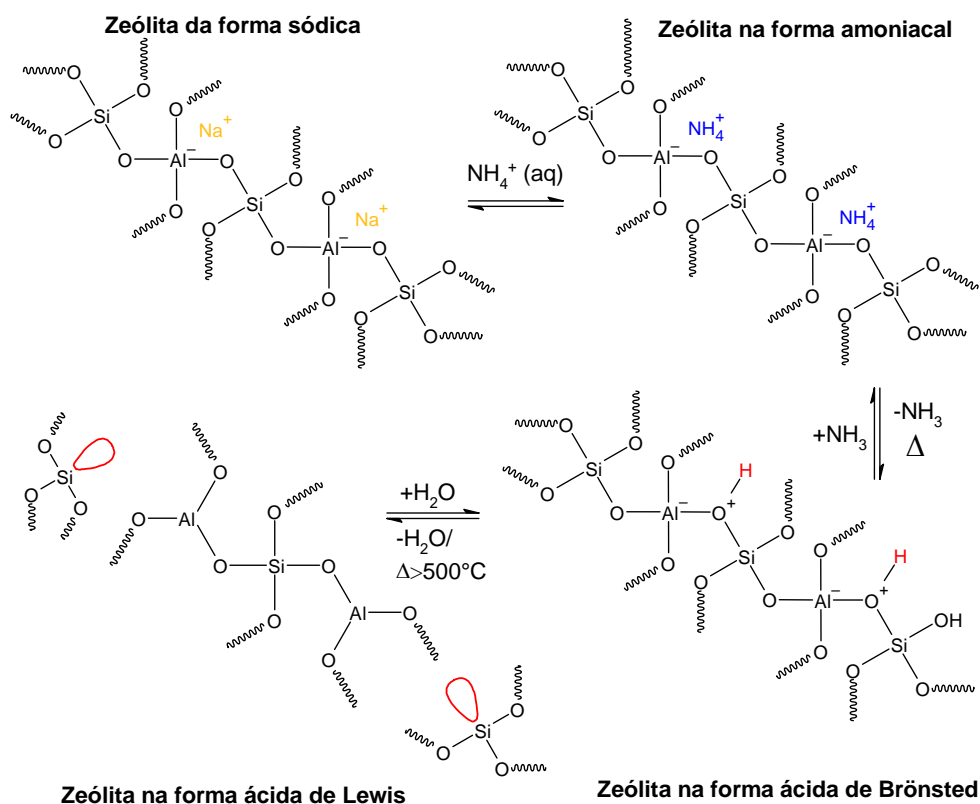 Zeólita da forma sódica
Zeólita na forma amoniacal
O
O
O
Si
O
O
Na+
Al−
O
O
O
Si
O
O
O
Na+
Al−
O
O
O
Si
O
O
O
NH4+ (aq)
O
O
O
Si
O
O
NH4+
Al−
O
O
O
Si
O
O
O
NH4+
Al−
O
O
O
Si
O
O
O
+NH3
-NH3
Δ
O
Si
O
O
Al
O
O
O
Si
O
O
O
Al
O
O
O
Si
O
O
+H2O
-H2O/
Δ>500°C
O
O
O
Si
O
O
H
Al−
O+
O
O
Si
O
O
O
H
Al−
O+
O
OH
Si
O
O
Zeólita na forma ácida de Lewis
Zeólita na forma ácida de Brönsted